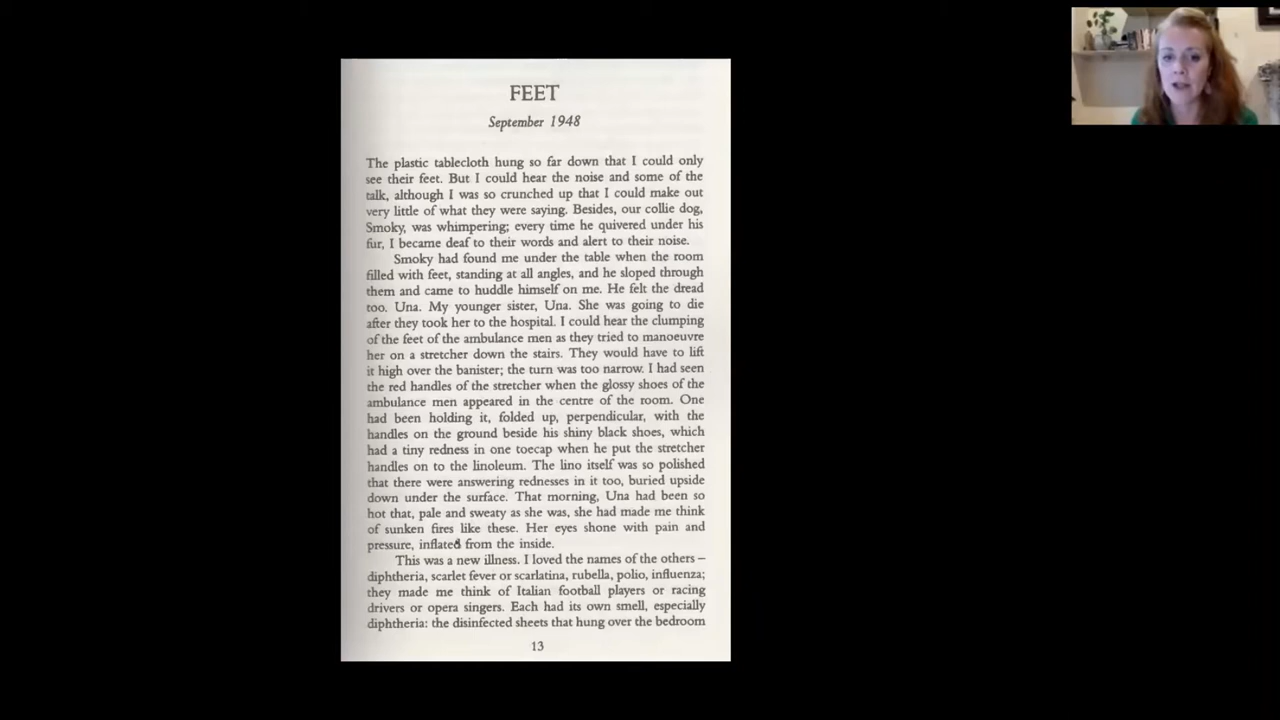 FEET
September 1948
The plastic tablecloth hung so far down that I could only
see their feet. But I could hear the noise and some of the
talk, although I was so crunched up that I could make out
very little of what they were saying. Besides, our collie dog,
Smoky, was whimpering; every time he quivered under his
fur, I became deaf to their words and alert to their noise.
Smoky had found me under the table when the room
filled with feet, standing at all angles, and he sloped through
them and came to huddle himself on me. He felt the dread
too. Una. My younger sister, Una. She was going to die
after they took her to the hospital. I could hear the clumping
of the feet of the ambulance men as they tried to manoeuvre
her on a stretcher down the stairs. They would have to lift
it high over the banister; the turn was too narrow. I had seen
the red handles of the stretcher when the glossy shoes of the
ambulance men appeared in the centre of the room. One
had been holding it, folded up, perpendicular, with the
handles on the ground beside his shiny black shoes, which
had a tiny redness in one toecap when he put the stretcher
handles on to the linoleum. The lino itself was so polished
that there were answering rednesses in it too, buried upside
down under the surface. That morning, Una had been so
hot that, pale and sweaty as she was, she had made me think
of sunken fires like these. Her eyes shone with pain and
pressure, inflated from the inside.
This was a new illness. I loved the names of the others –
diphtheria, scarlet fever or scarlatina, rubella, polio, influenza;
they made me think of Italian football players or racing
drivers or opera singers. Each had its own smell, especially
diphtheria: the disinfected sheets that hung over the bedroom
13